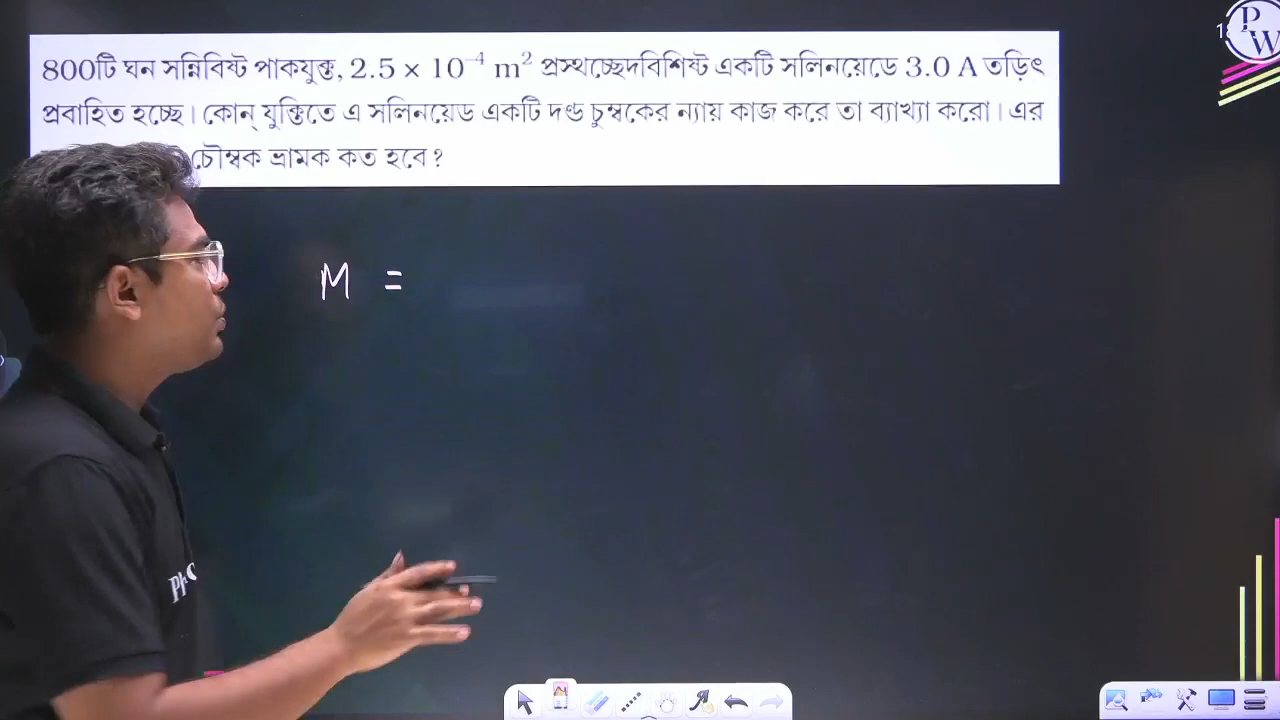 800টি ঘন সন্নিবিষ্ট পাকযুক্ত, 2.5 × 10⁻⁴ m² প্রস্থচ্ছেদবিশিষ্ট একটি সলিনয়েডে 3.0 A তড়িৎ
প্রবাহিত হচ্ছে। কোন্ যুক্তিতে এ সলিনয়েড একটি দণ্ড চুম্বকের ন্যায় কাজ করে তা ব্যাখ্যা করো। এর
চৌম্বক ভ্রামক কত হবে?
M =
P
W